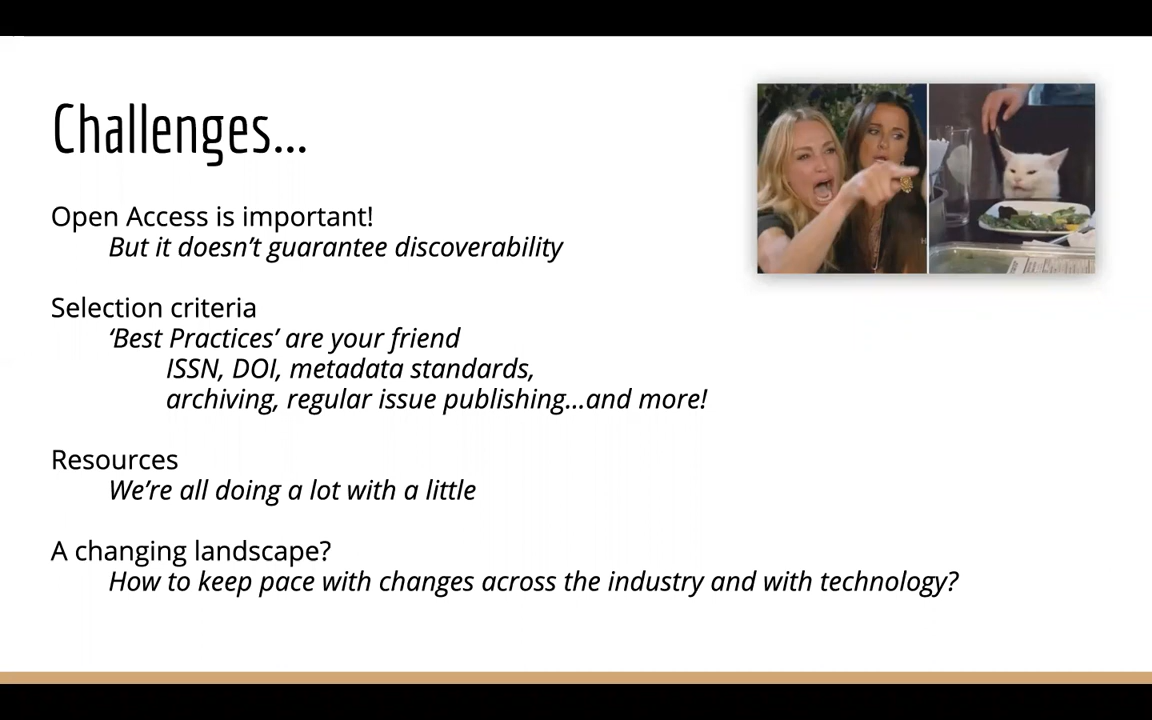 Challenges...
Open Access is important!
But it doesn't guarantee discoverability
Selection criteria
‘Best Practices’ are your friend
ISSN, DOI, metadata standards,
archiving, regular issue publishing...and more!
Resources
We’re all doing a lot with a little
A changing landscape?
How to keep pace with changes across the industry and with technology?